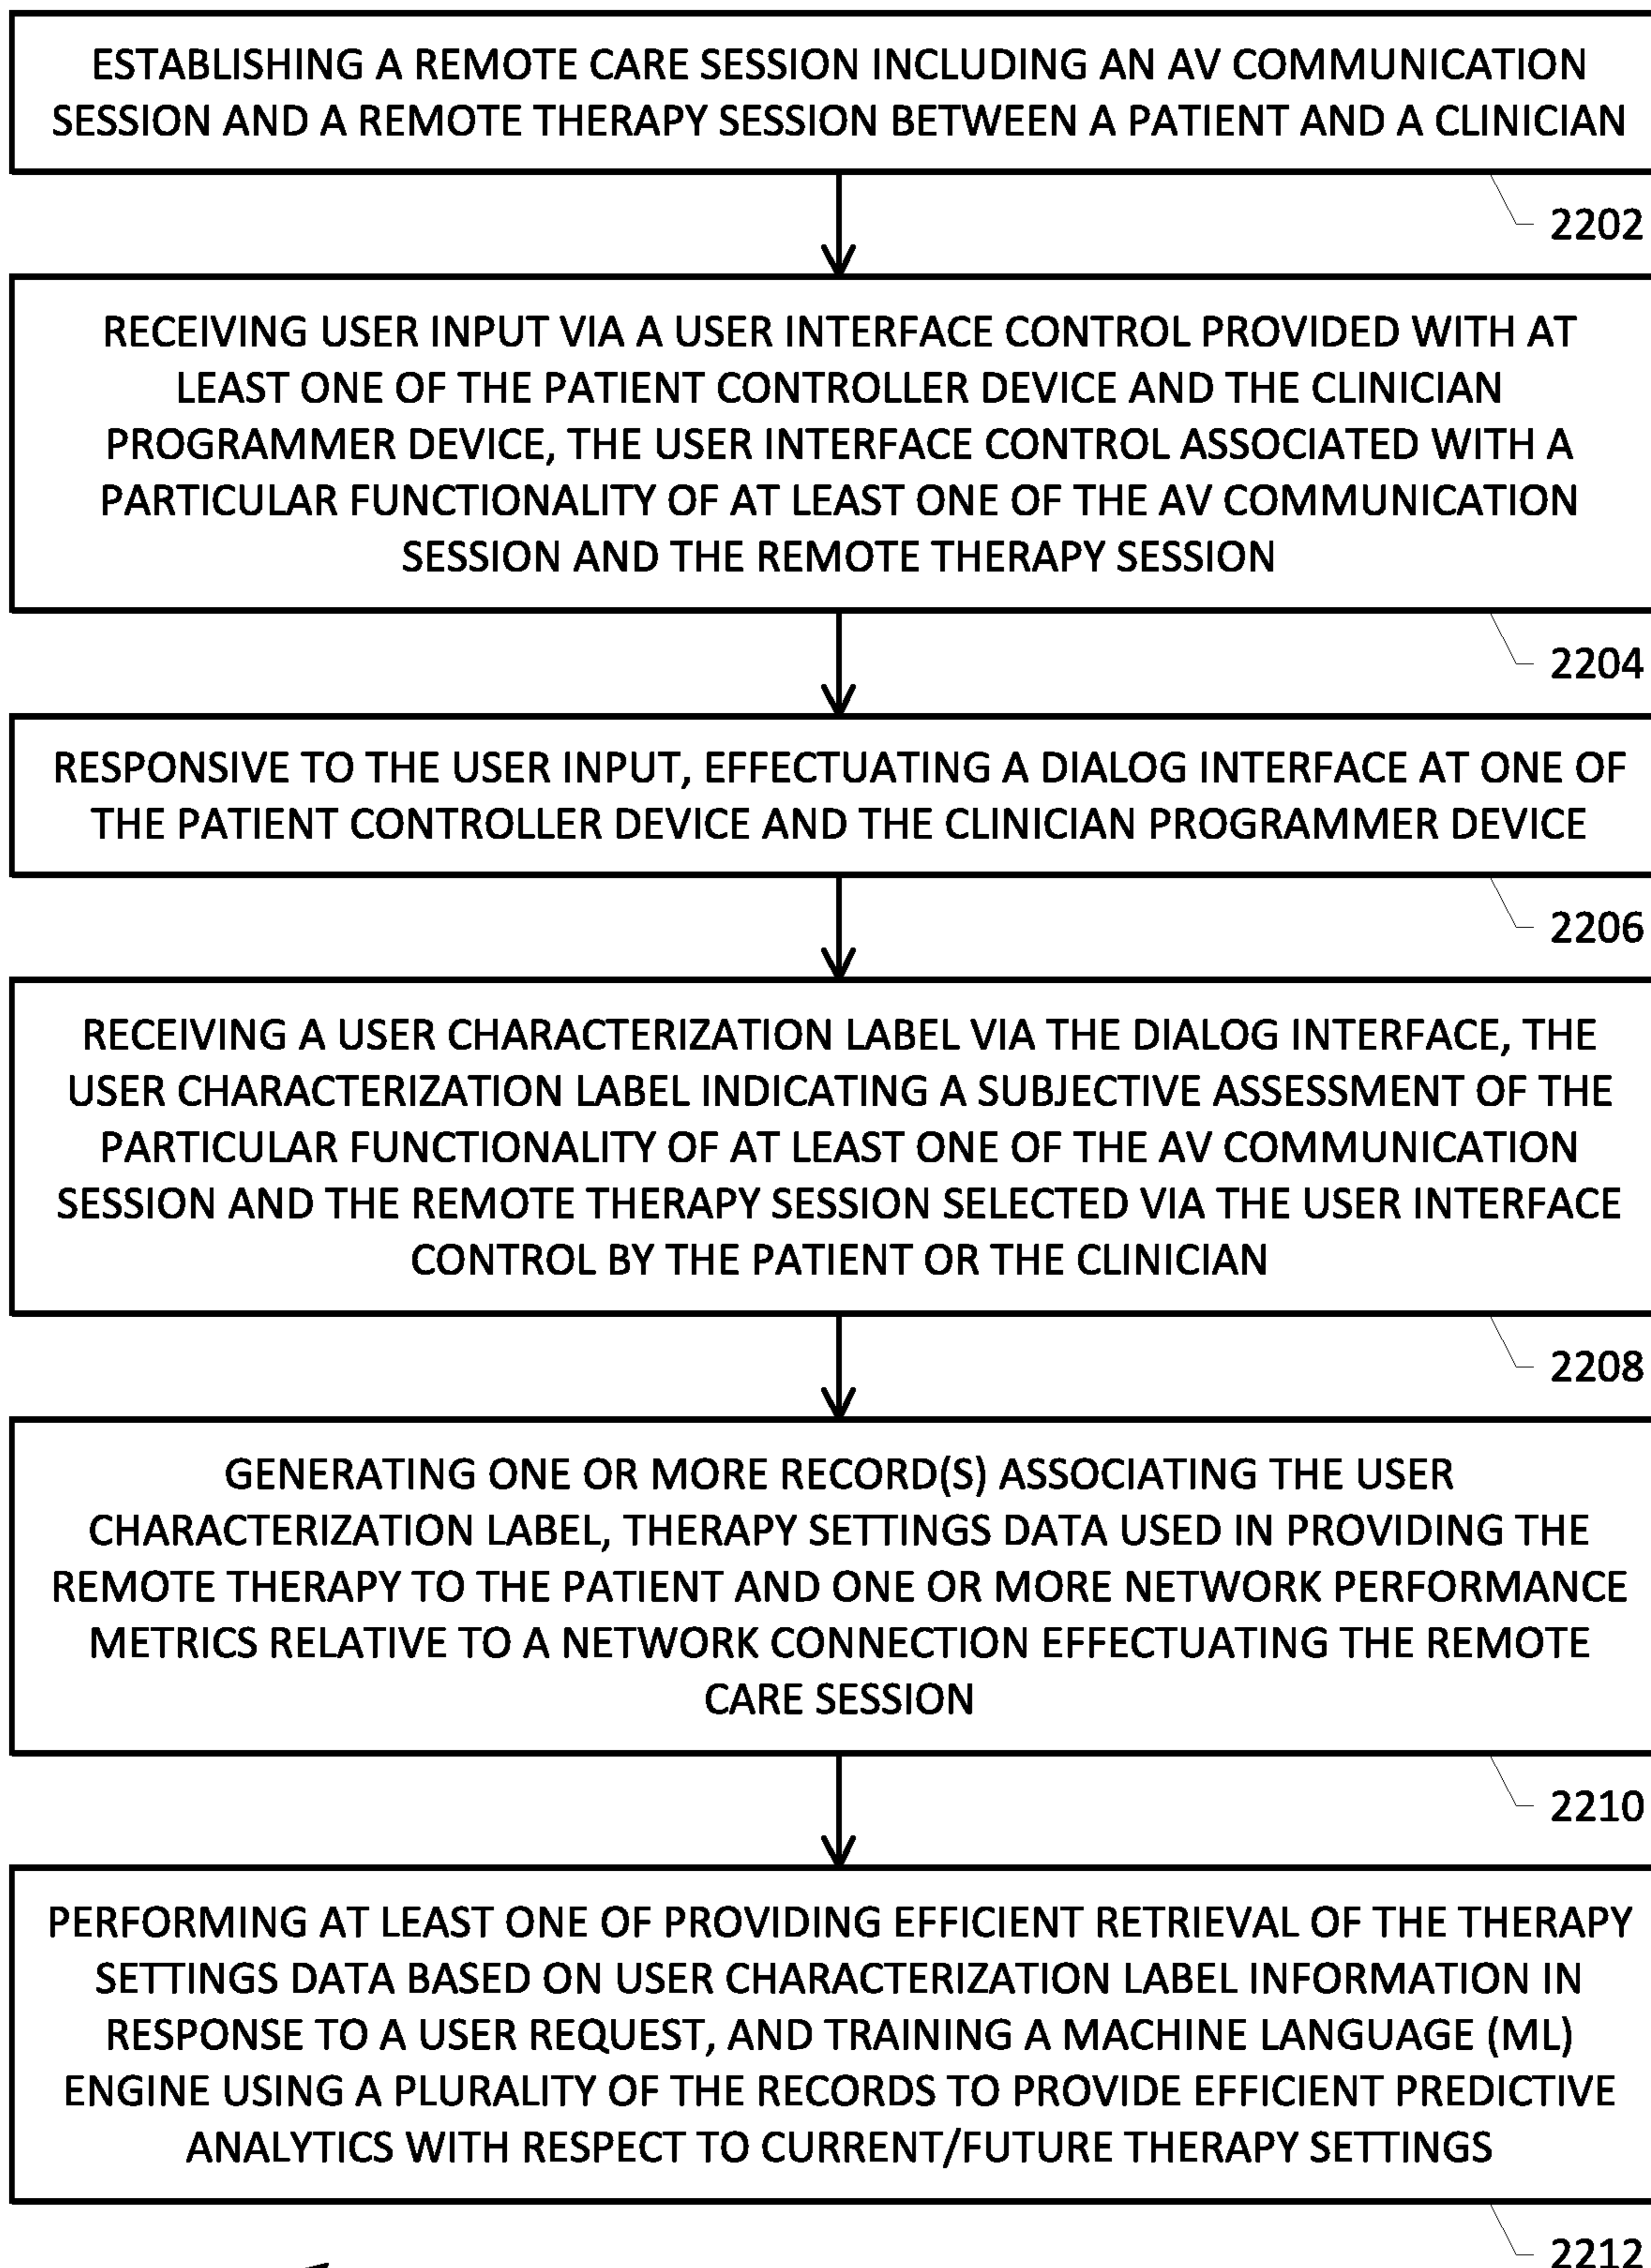 ESTABLISHING A REMOTE CARE SESSION INCLUDING AN AV COMMUNICATION
SESSION AND A REMOTE THERAPY SESSION BETWEEN A PATIENT AND A CLINICIAN
2202
RECEIVING USER INPUT VIA A USER INTERFACE CONTROL PROVIDED WITH AT
LEAST ONE OF THE PATIENT CONTROLLER DEVICE AND THE CLINICIAN
PROGRAMMER DEVICE, THE USER INTERFACE CONTROL ASSOCIATED WITH A
PARTICULAR FUNCTIONALITY OF AT LEAST ONE OF THE AV COMMUNICATION
SESSION AND THE REMOTE THERAPY SESSION
2204
RESPONSIVE TO THE USER INPUT, EFFECTUATING A DIALOG INTERFACE AT ONE OF
THE PATIENT CONTROLLER DEVICE AND THE CLINICIAN PROGRAMMER DEVICE
2206
RECEIVING A USER CHARACTERIZATION LABEL VIA THE DIALOG INTERFACE, THE
USER CHARACTERIZATION LABEL INDICATING A SUBJECTIVE ASSESSMENT OF THE
PARTICULAR FUNCTIONALITY OF AT LEAST ONE OF THE AV COMMUNICATION
SESSION AND THE REMOTE THERAPY SESSION SELECTED VIA THE USER INTERFACE
CONTROL BY THE PATIENT OR THE CLINICIAN
2208
GENERATING ONE OR MORE RECORD(S) ASSOCIATING THE USER
CHARACTERIZATION LABEL, THERAPY SETTINGS DATA USED IN PROVIDING THE
REMOTE THERAPY TO THE PATIENT AND ONE OR MORE NETWORK PERFORMANCE
METRICS RELATIVE TO A NETWORK CONNECTION EFFECTUATING THE REMOTE
CARE SESSION
2210
PERFORMING AT LEAST ONE OF PROVIDING EFFICIENT RETRIEVAL OF THE THERAPY
SETTINGS DATA BASED ON USER CHARACTERIZATION LABEL INFORMATION IN
RESPONSE TO A USER REQUEST, AND TRAINING A MACHINE LANGUAGE (ML)
ENGINE USING A PLURALITY OF THE RECORDS TO PROVIDE EFFICIENT PREDICTIVE
ANALYTICS WITH RESPECT TO CURRENT/FUTURE THERAPY SETTINGS
2212